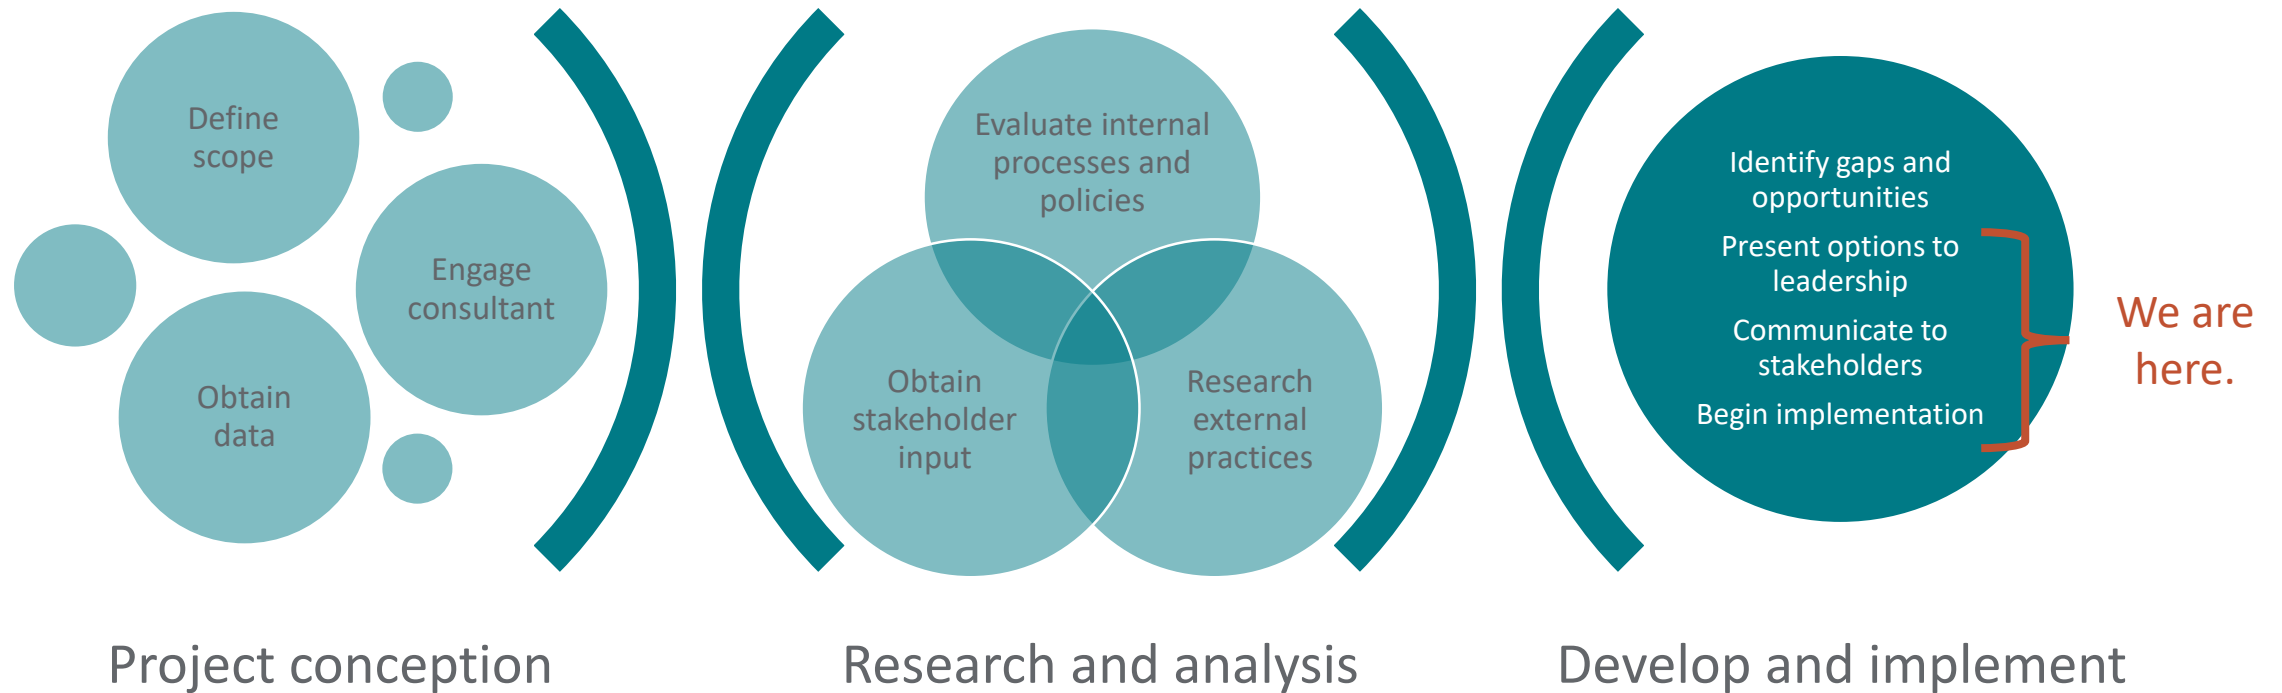 Define
scope
Engage
consultant
Obtain
data
Project conception
Evaluate internal
processes and
policies
Obtain
stakeholder
input
Research
external
practices
Research and analysis
Identify gaps and
opportunities
Present options to
leadership
Communicate to
stakeholders
Begin implementation
We are
here.
Develop and implement